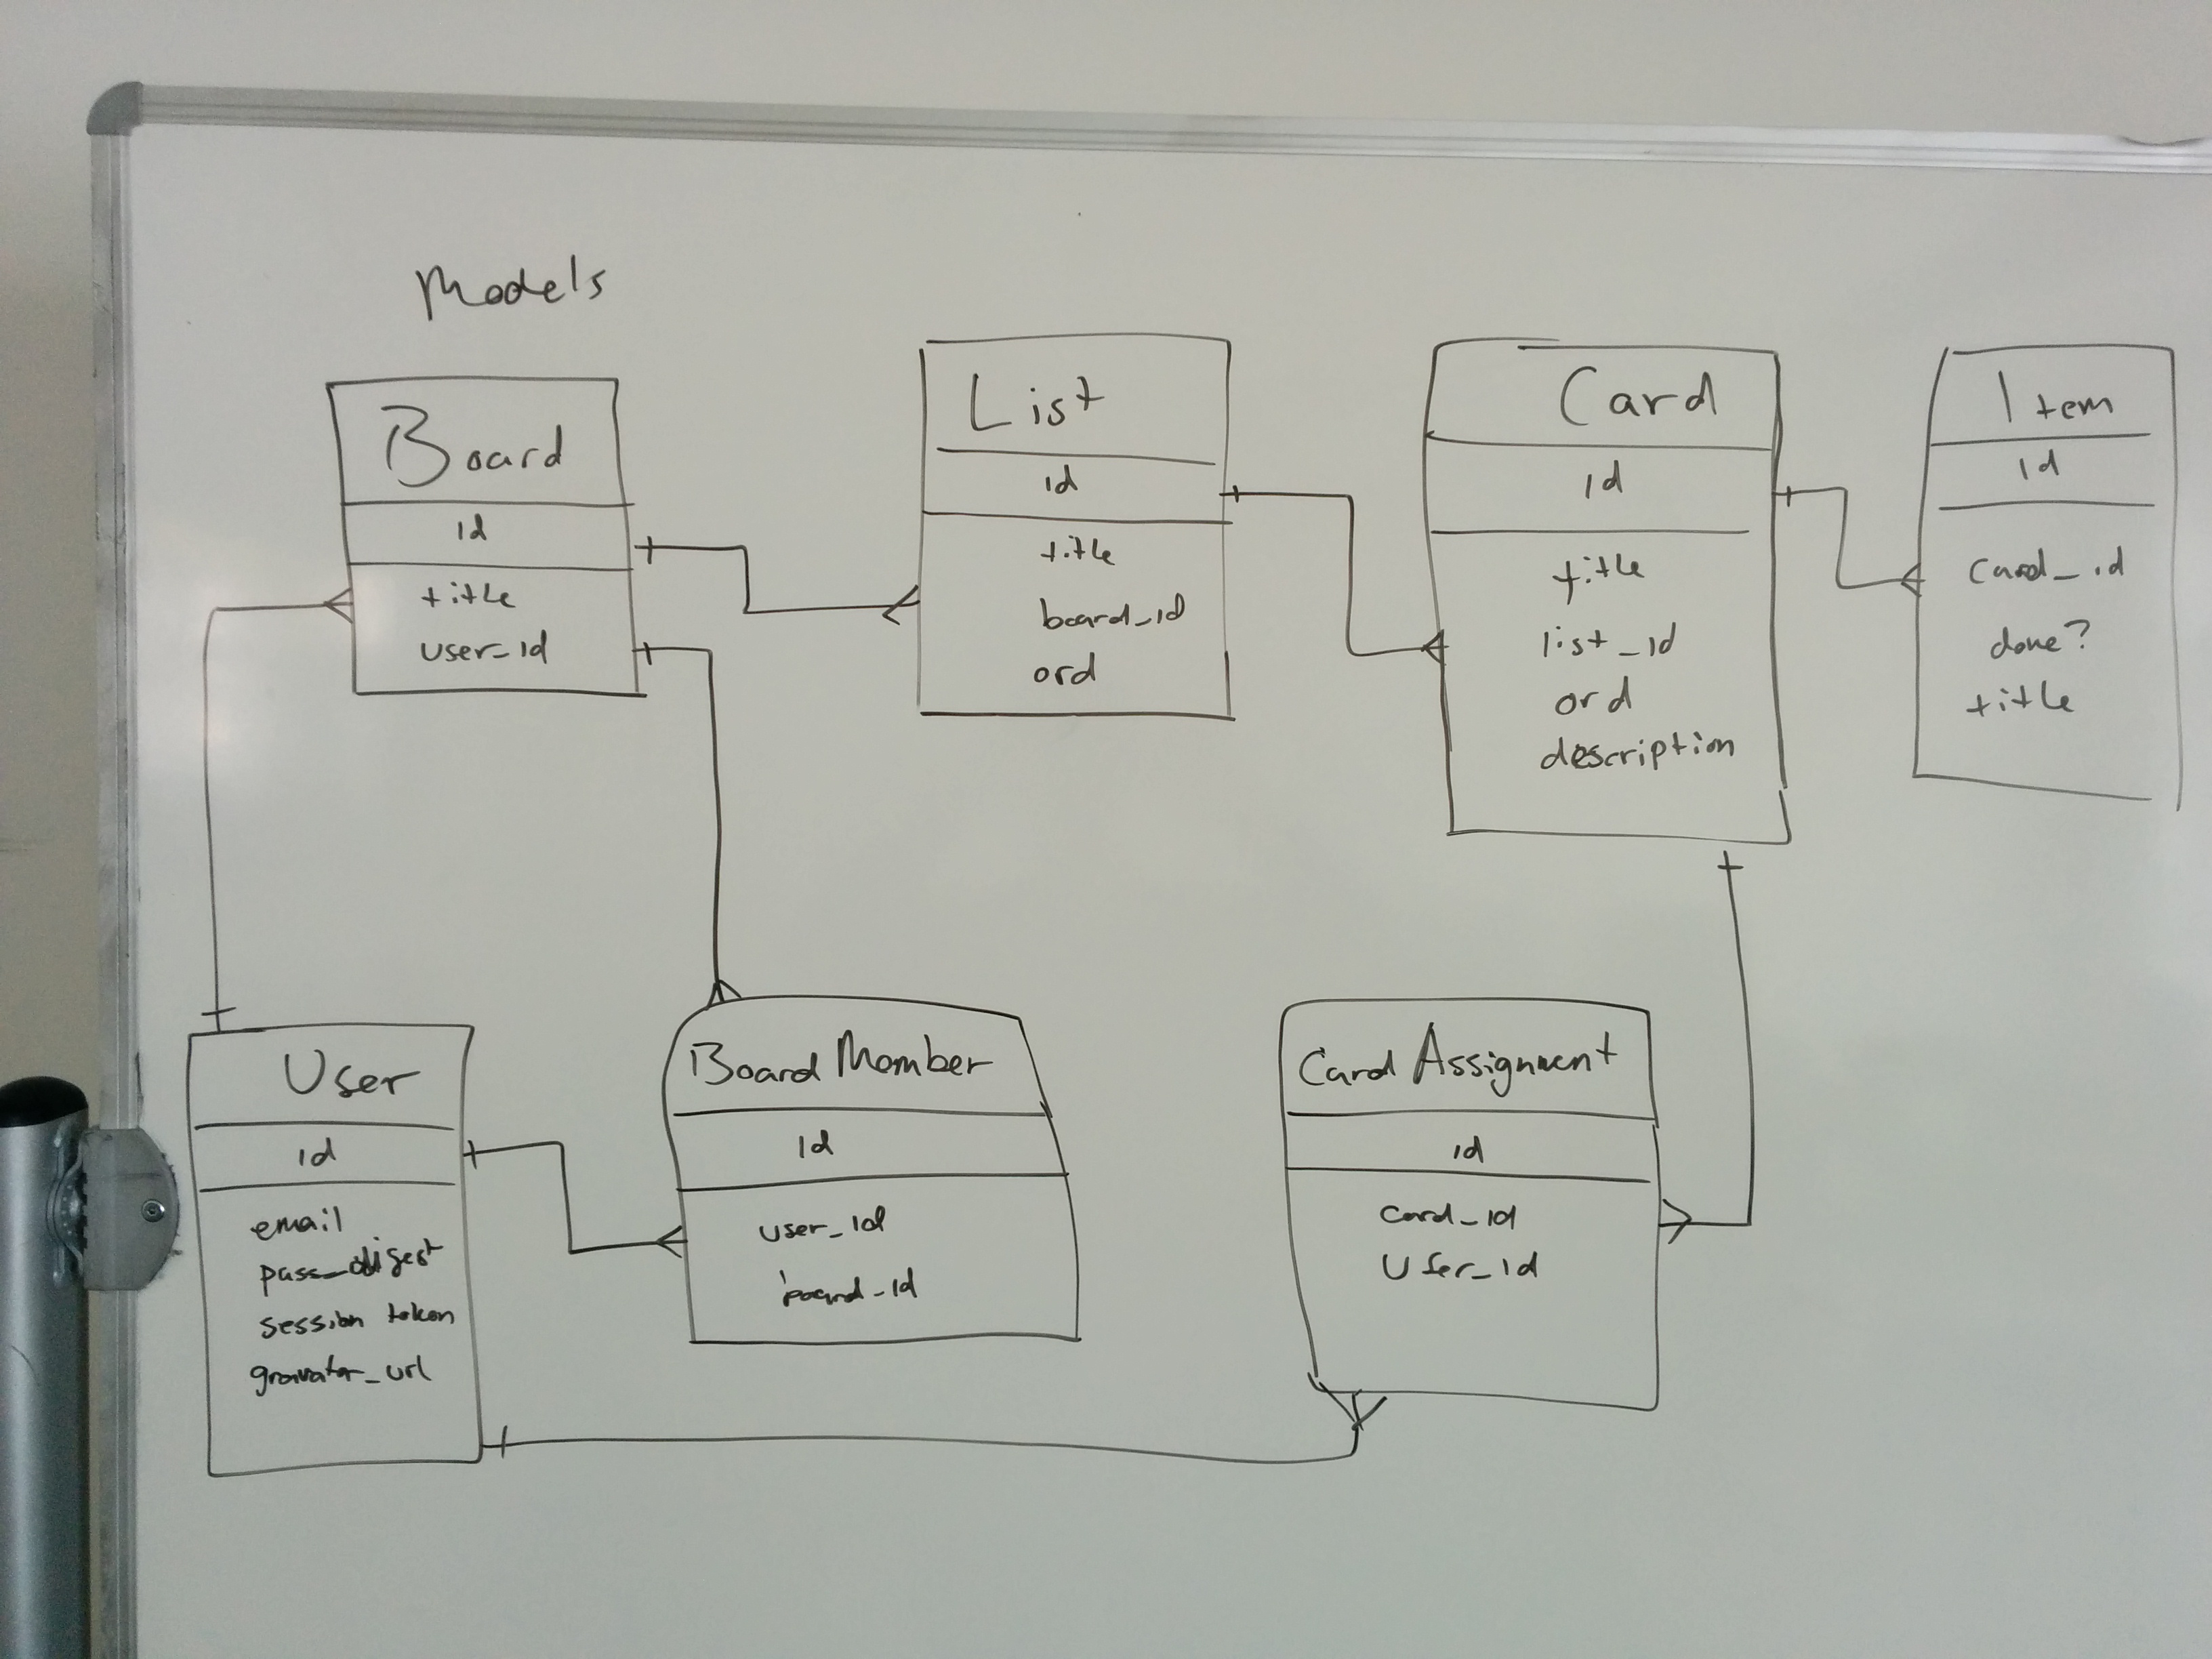 Models
Board
id
title
user_id
List
id
title
board_id
ord
Card
id
title
list_id
ord
description
Item
id
card_id
done?
title
User
id
email
pass_digest
session token
gravatar_url
Board Member
id
user_id
board_id
Card Assignment
id
card_id
User_id